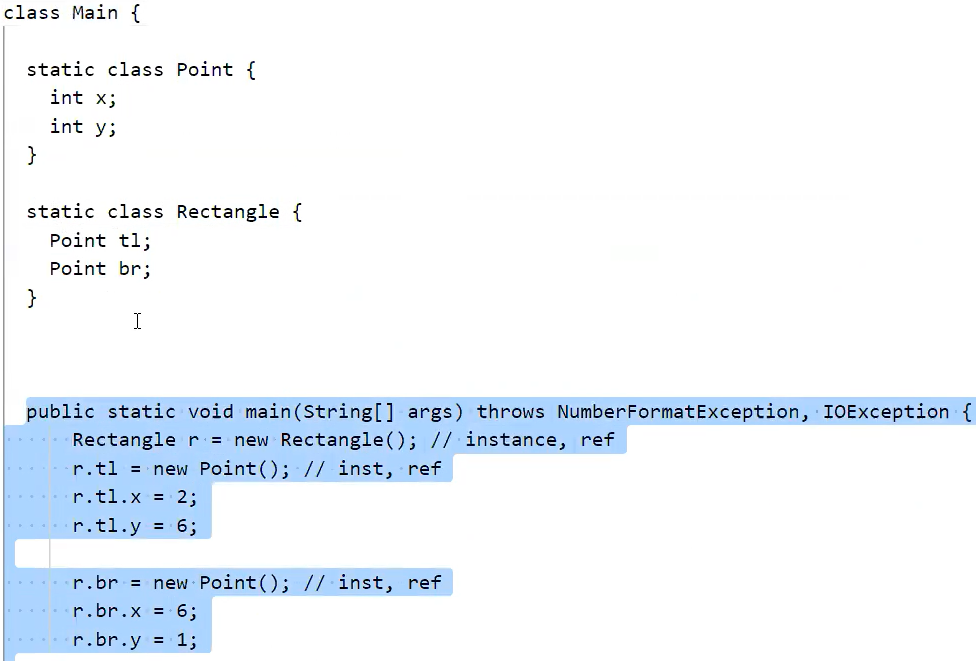 class Main {
static class Point {
int x;
int y;
}
static class Rectangle {
Point tl;
Point br;
}
public static void main(String[] args) throws NumberFormatException, IOException {
Rectangle r = new Rectangle(); // instance, ref
r.tl = new Point(); // inst, ref
r.tl.x = 2;
r.tl.y = 6;
r.br = new Point(); // inst, ref
r.br.x = 6;
r.br.y = 1;